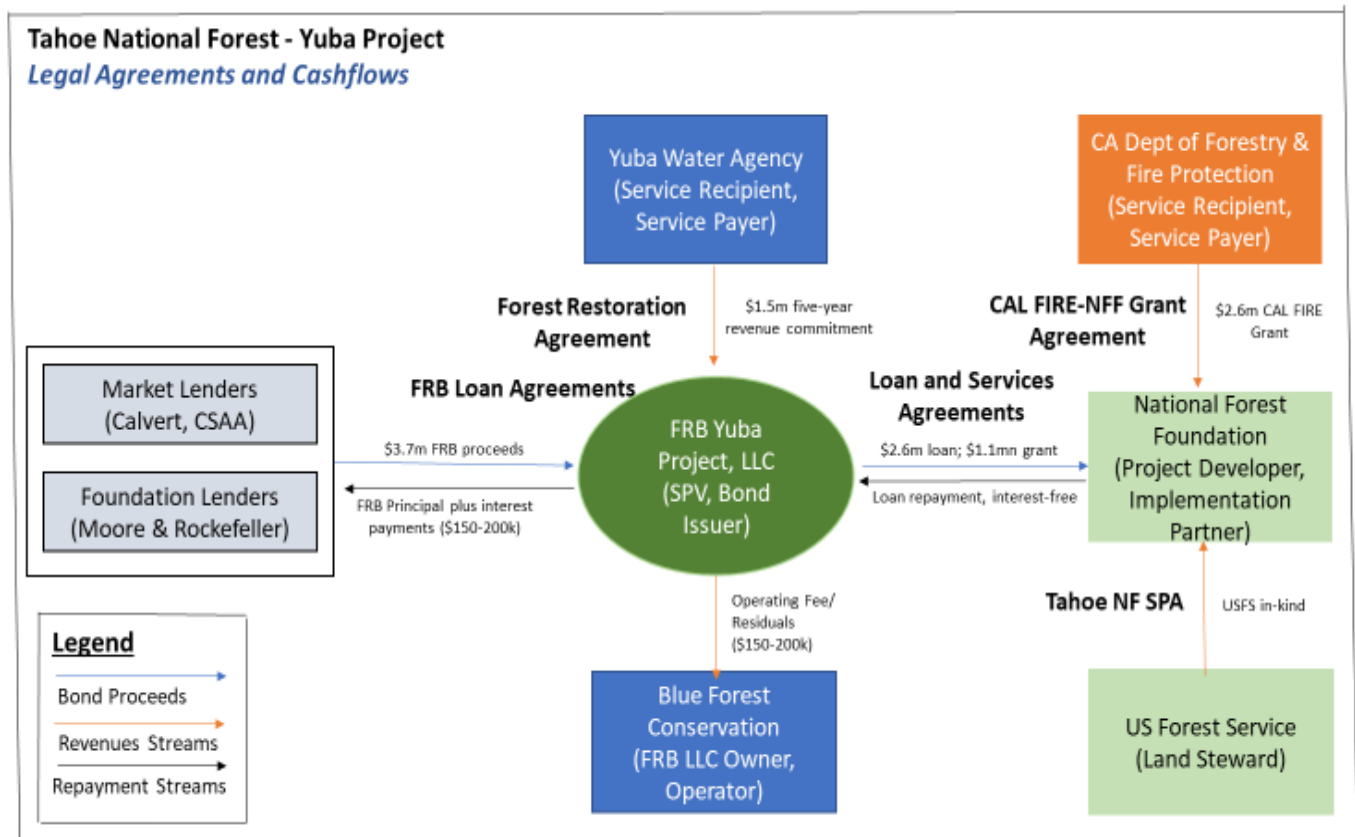 Tahoe National Forest - Yuba Project
Legal Agreements and Cashflows
Yuba Water Agency
(Service Recipient,
Service Payer)
CA Dept of Forestry &
Fire Protection
(Service Recipient,
Service Payer)
Forest Restoration
Agreement
$1.5m five-year
revenue commitment
CAL FIRE-NFF Grant
Agreement
$2.6m CAL FIRE
Grant
Market Lenders
(Calvert, CSAA)
Foundation Lenders
(Moore & Rockefeller)
FRB Loan Agreements
$3.7m FRB proceeds
FRB Principal plus interest
payments ($150-200k)
FRB Yuba
Project, LLC
(SPV, Bond
Issuer)
Loan and Services
Agreements
$2.6m loan; $1.1mn grant
Loan repayment, interest-free
National Forest
Foundation
(Project Developer,
Implementation
Partner)
Operating Fee/
Residuals
($150-200k)
Tahoe NF SPA
USFS in-kind
Legend
Bond Proceeds
Revenues Streams
Repayment Streams
Blue Forest
Conservation
(FRB LLC Owner,
Operator)
US Forest Service
(Land Steward)